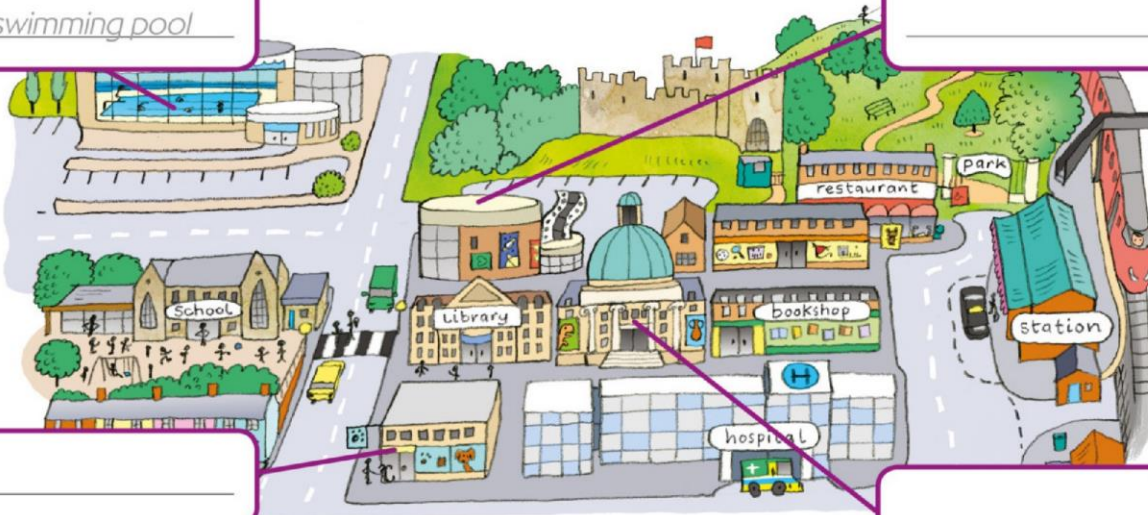 swimming pool
park
restaurant
School
Library
bookshop
Station
H
hospital